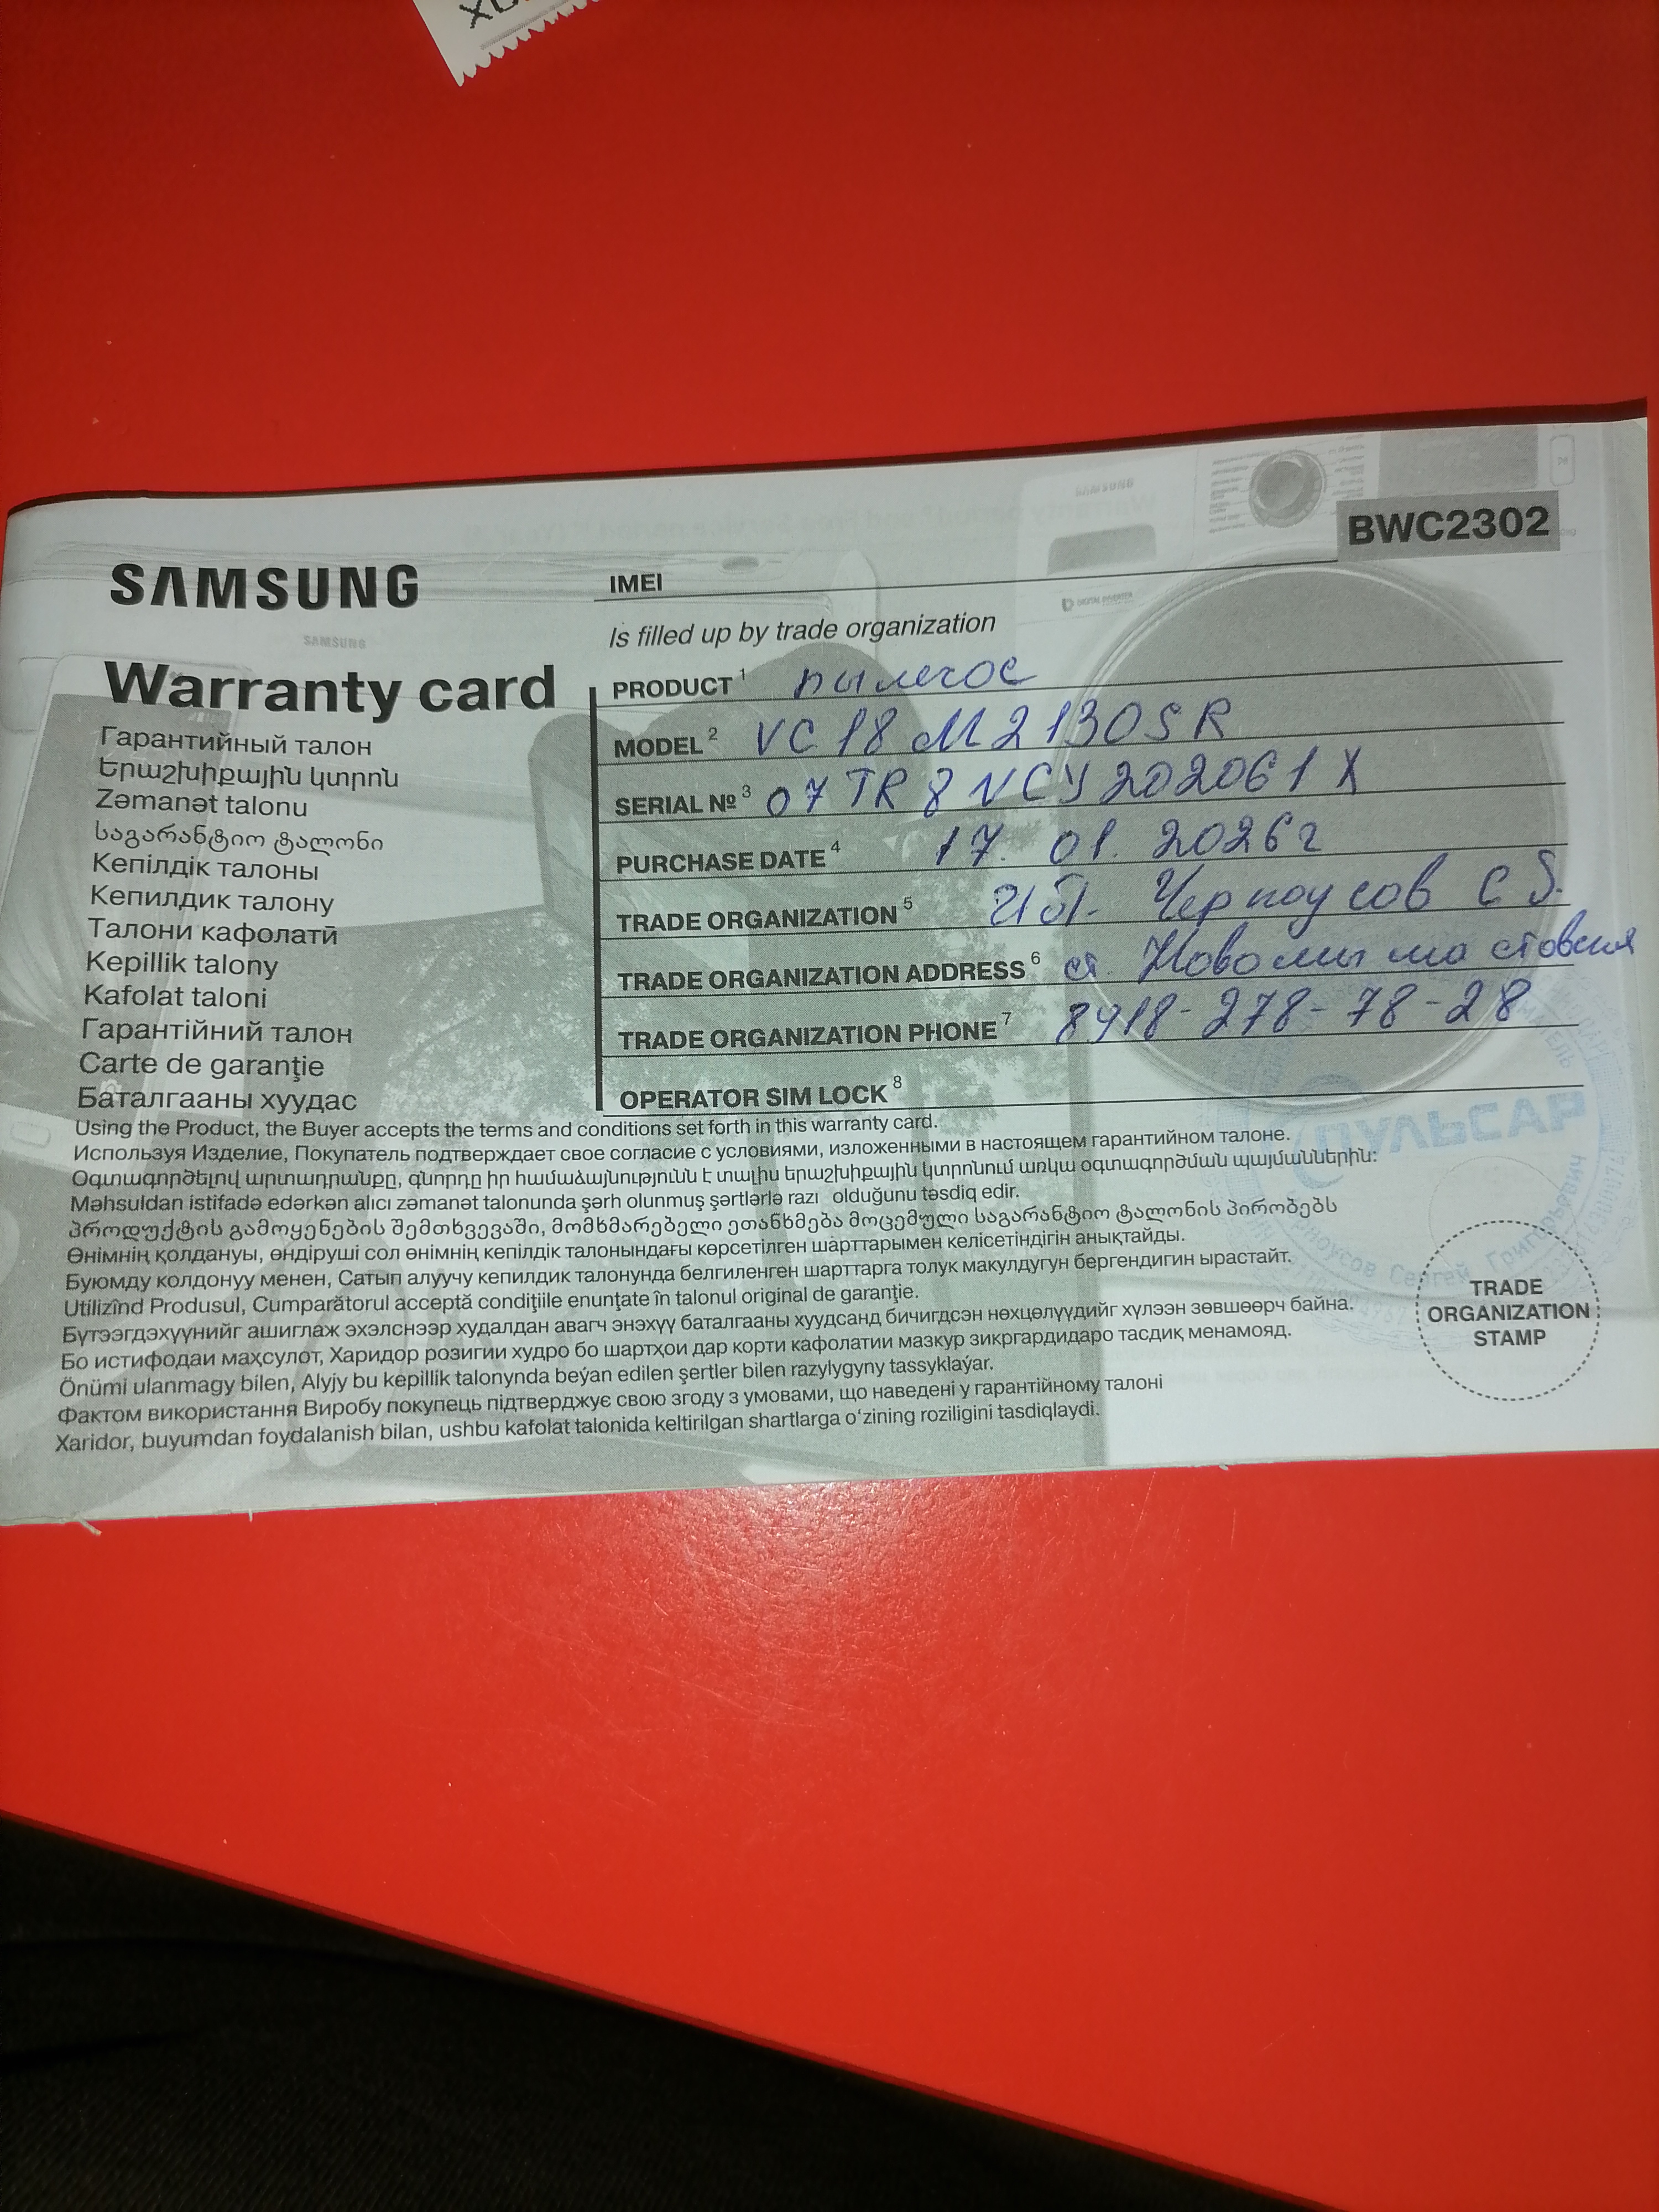 BWC2302
SAMSUNG
IMEI
Is filled up by trade organization
Warranty card
PRODUCT 1 пылесос
MODEL 2 VC18M2130SR
SERIAL № 3 07TR8VCY202061X
PURCHASE DATE 4 17. 01. 2026г
TRADE ORGANIZATION 5 ИП. Черноусов С
TRADE ORGANIZATION ADDRESS 6 ст. Новоминская
TRADE ORGANIZATION PHONE 7 8918-278-78-28
OPERATOR SIM LOCK 8
Гарантийный талон
Երաշխիքային կտրոն
Zəmanət talonu
საგარანტიო ტალონი
Кепілдік талоны
Кепилдик талону
Талони кафолатӣ
Kepillik talony
Kafolat taloni
Гарантійний талон
Carte de garanţie
Баталгааны хуудас
Using the Product, the Buyer accepts the terms and conditions set forth in this warranty card.
Используя Изделие, Покупатель подтверждает свое согласие с условиями, изложенными в настоящем гарантийном талоне.
Օգտագործելով արտադրանքը, գնորդը իր համաձայնությունն է տալիս երաշխիքային կտրոնում առկա օգտագործման պայմաններին:
Məhsuldan istifadə edərkən alıcı zəmanət talonunda şərh olunmuş şərtlərlə razı olduğunu təsdiq edir.
პროდუქტის გამოყენების შემთხვევაში, მომხმარებელი ეთანხმება მოცემული საგარანტიო ტალონის პირობებს
Өнімнің қолдануы, өндіруші сол өнімнің кепілдік талонындағы көрсетілген шарттарымен келісетіндігін анықтайды.
Буюмду колдонуу менен, Сатып алуучу кепилдик талонунда белгиленген шарттарга толук макулдугун бергендигин ырастайт.
Utilizînd Produsul, Cumparătorul acceptă condiţiile enunţate în talonul original de garanţie.
Бүтээгдэхүүнийг ашиглаж эхэлснээр худалдан авагч энэхүү баталгааны хуудсанд бичигдсэн нөхцөлүүдийг хүлээн зөвшөөрч байна.
Бо истифодаи маҳсулот, Харидор розигии худро бо шартҳои дар корти кафолатии мазкур зикргардидаро тасдиқ менамояд.
Önümi ulanmagy bilen, Alyjy bu kepillik talonynda beýan edilen şertler bilen razylygyny tassyklaýar.
Фактом використання Виробу покупець підтверджує свою згоду з умовами, що наведені у гарантійному талоні
Xaridor, buyumdan foydalanish bilan, ushbu kafolat talonida keltirilgan shartlarga o‘zining roziligini tasdiqlaydi.
ПУЛЬСАР
Сергей Григорьевич
TRADE
ORGANIZATION
STAMP